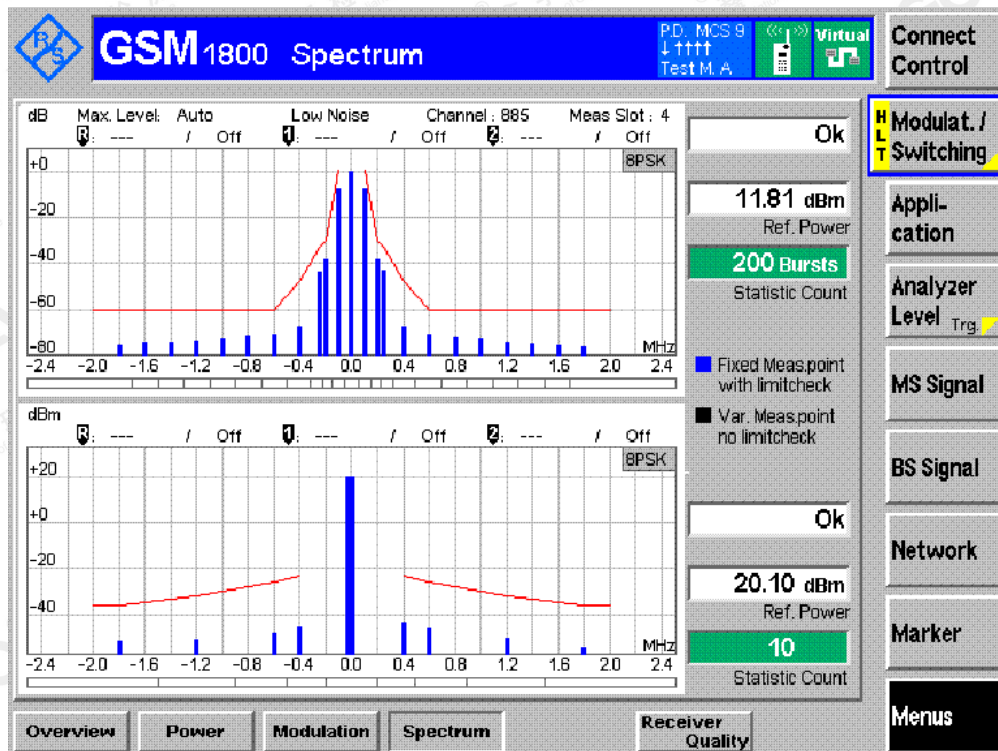 R&S
GSM 1800 Spectrum
P.D. MCS 9
↓ ↑↑↑↑
Test M. A
Virtual
Connect
Control
dB Max. Level: Auto Low Noise Channel : 885 Meas Slot : 4
R: --- / Off 1: --- / Off 2: --- / Off
8PSK
+0
-20
-40
-60
-80
MHz
-2.4 -2.0 -1.6 -1.2 -0.8 -0.4 0.0 0.4 0.8 1.2 1.6 2.0 2.4
Ok
11.81 dBm
Ref. Power
200 Bursts
Statistic Count
Fixed Meas.point
with limitcheck
Var. Meas.point
no limitcheck
dBm
R: --- / Off 1: --- / Off 2: --- / Off
8PSK
+20
+0
-20
-40
MHz
-2.4 -2.0 -1.6 -1.2 -0.8 -0.4 0.0 0.4 0.8 1.2 1.6 2.0 2.4
Ok
20.10 dBm
Ref. Power
10
Statistic Count
HLT
Modulat. /
Switching
Appli-
cation
Analyzer
Level Trg.
MS Signal
BS Signal
Network
Marker
Menus
Overview
Power
Modulation
Spectrum
Receiver
Quality